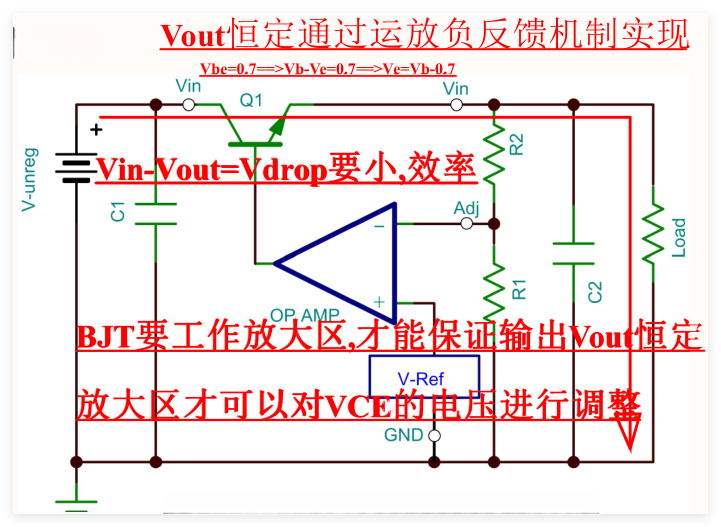 Vout恒定通过运放负反馈机制实现
Vbe=0.7==>Vb-Ve=0.7==>Ve=Vb-0.7
Vin
Q1
Vin
+
V-unreg
R2
Vin-Vout=Vdrop要小,效率
C1
Adj
Load
−
R1
C2
+
OP AMP
BJT要工作放大区,才能保证输出Vout恒定
V-Ref
放大区才可以对VCE的电压进行调整
GND